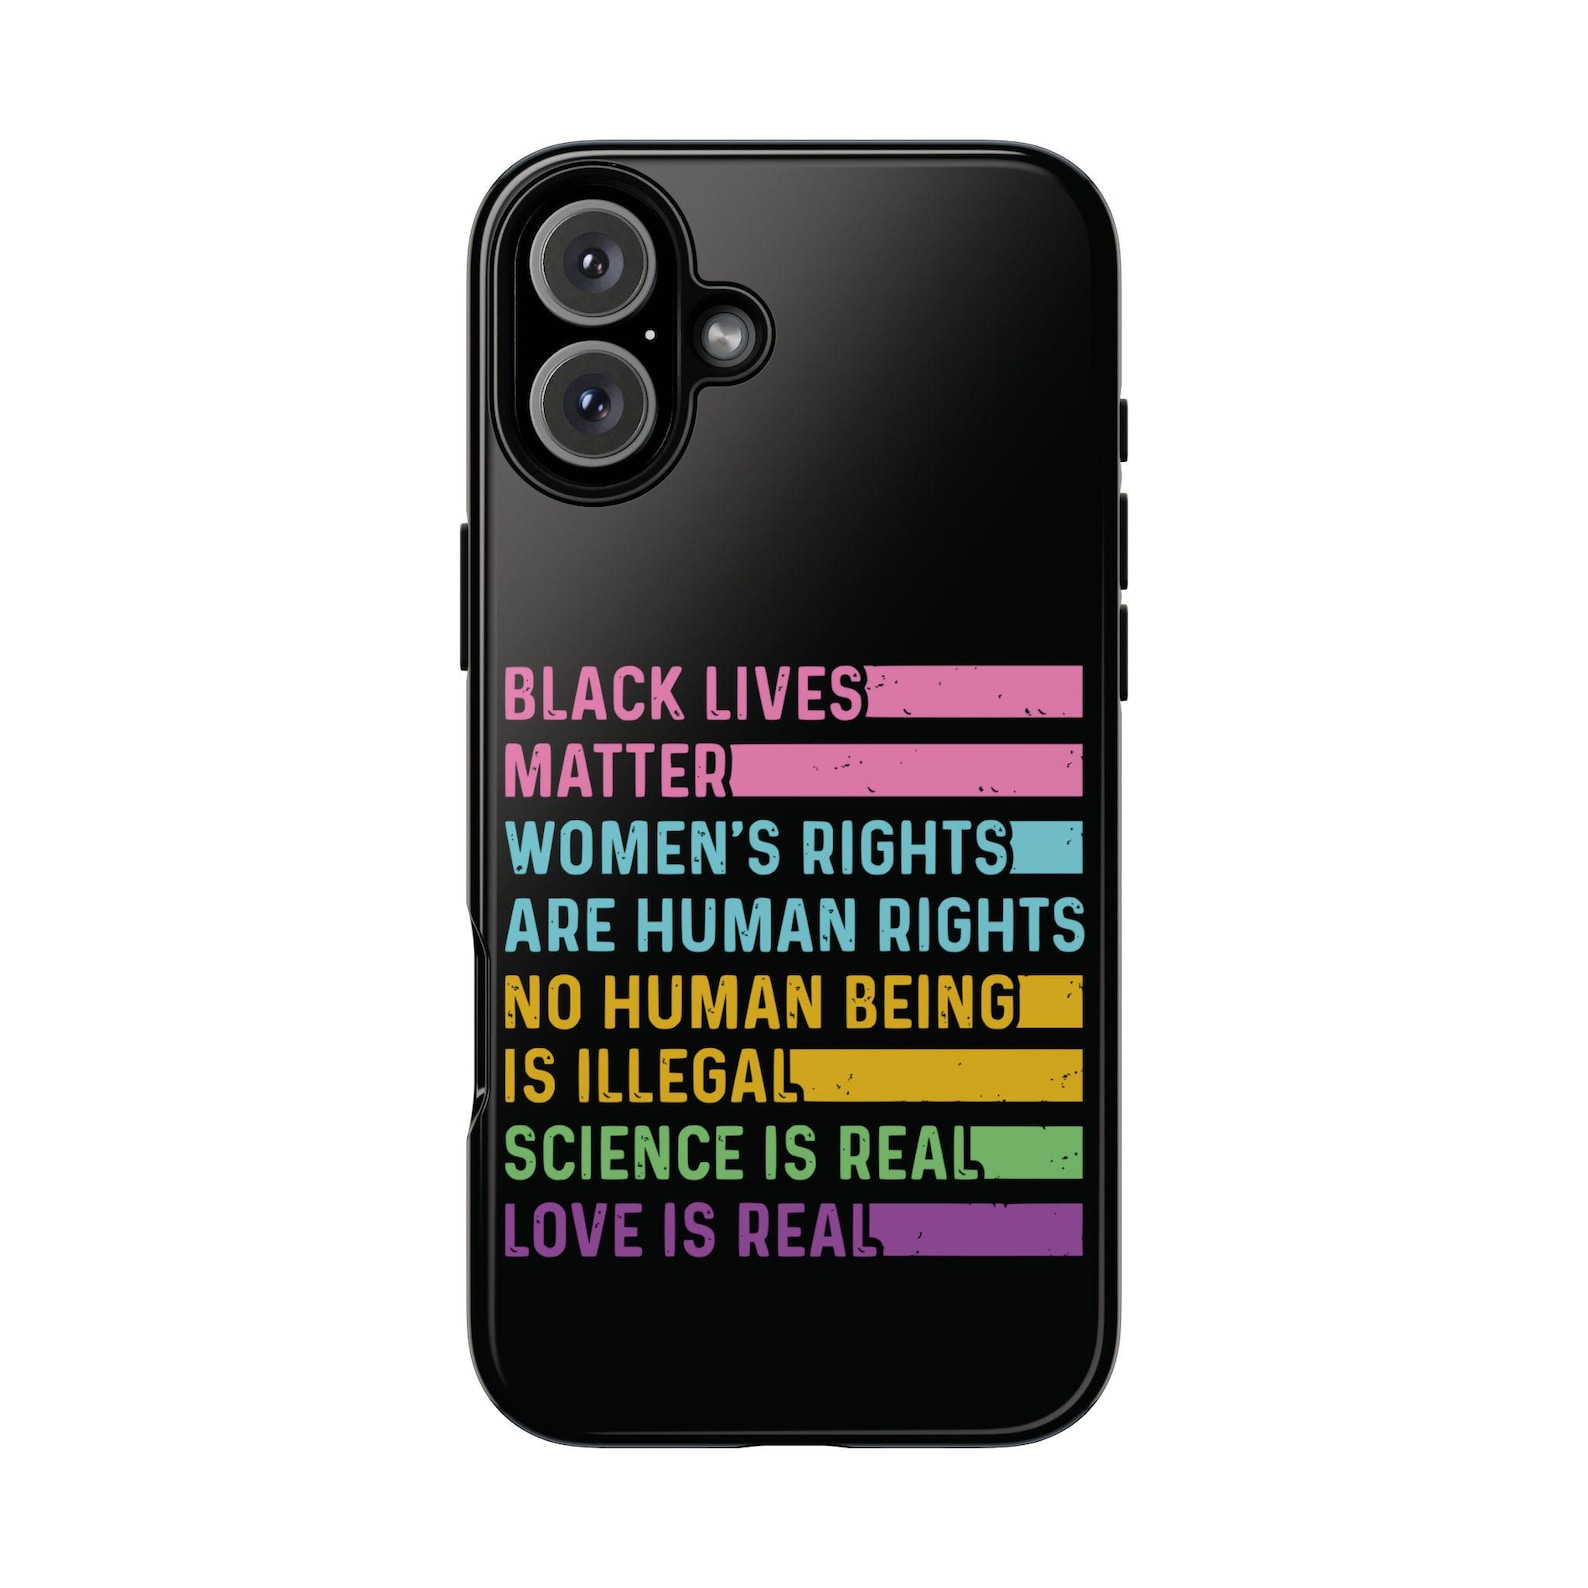 BLACK LIVES
MATTER
WOMEN'S RIGHTS
ARE HUMAN RIGHTS
NO HUMAN BEING
IS ILLEGAL
SCIENCE IS REAL
LOVE IS REAL